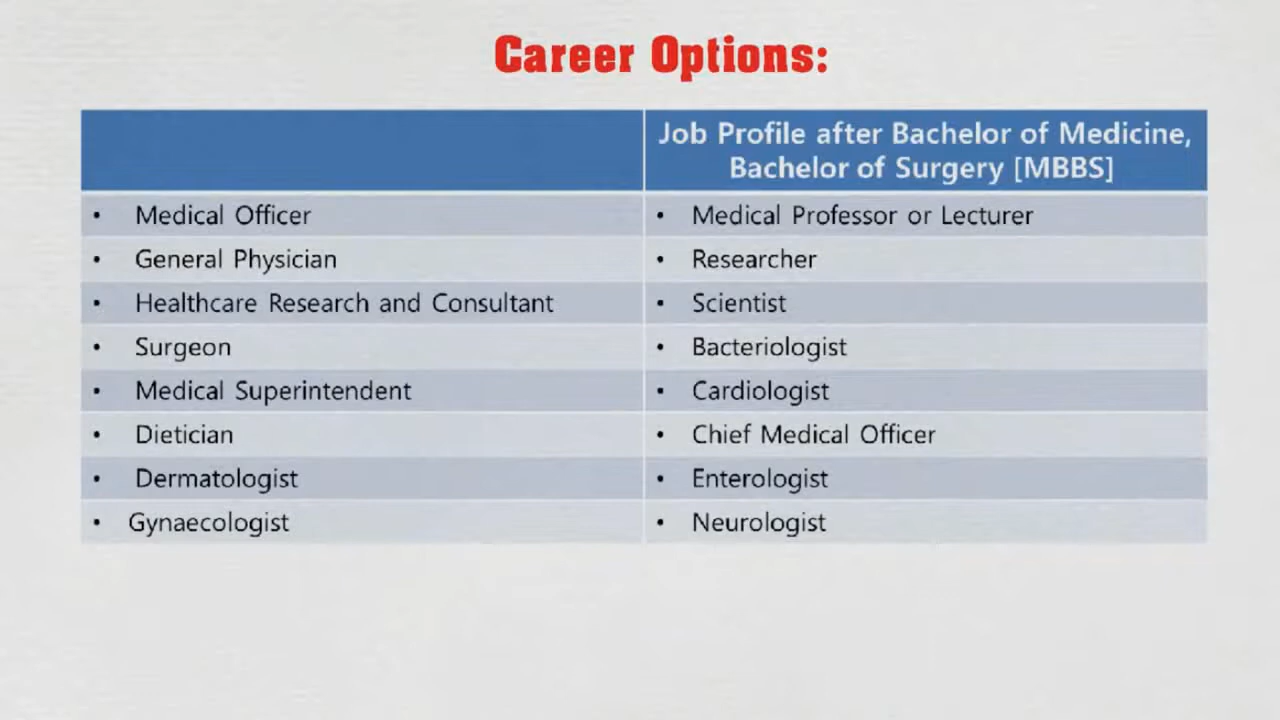 Career Options:
Job Profile after Bachelor of Medicine,
Bachelor of Surgery [MBBS]
• Medical Officer • Medical Professor or Lecturer
• General Physician • Researcher
• Healthcare Research and Consultant • Scientist
• Surgeon • Bacteriologist
• Medical Superintendent • Cardiologist
• Dietician • Chief Medical Officer
• Dermatologist • Enterologist
• Gynaecologist • Neurologist